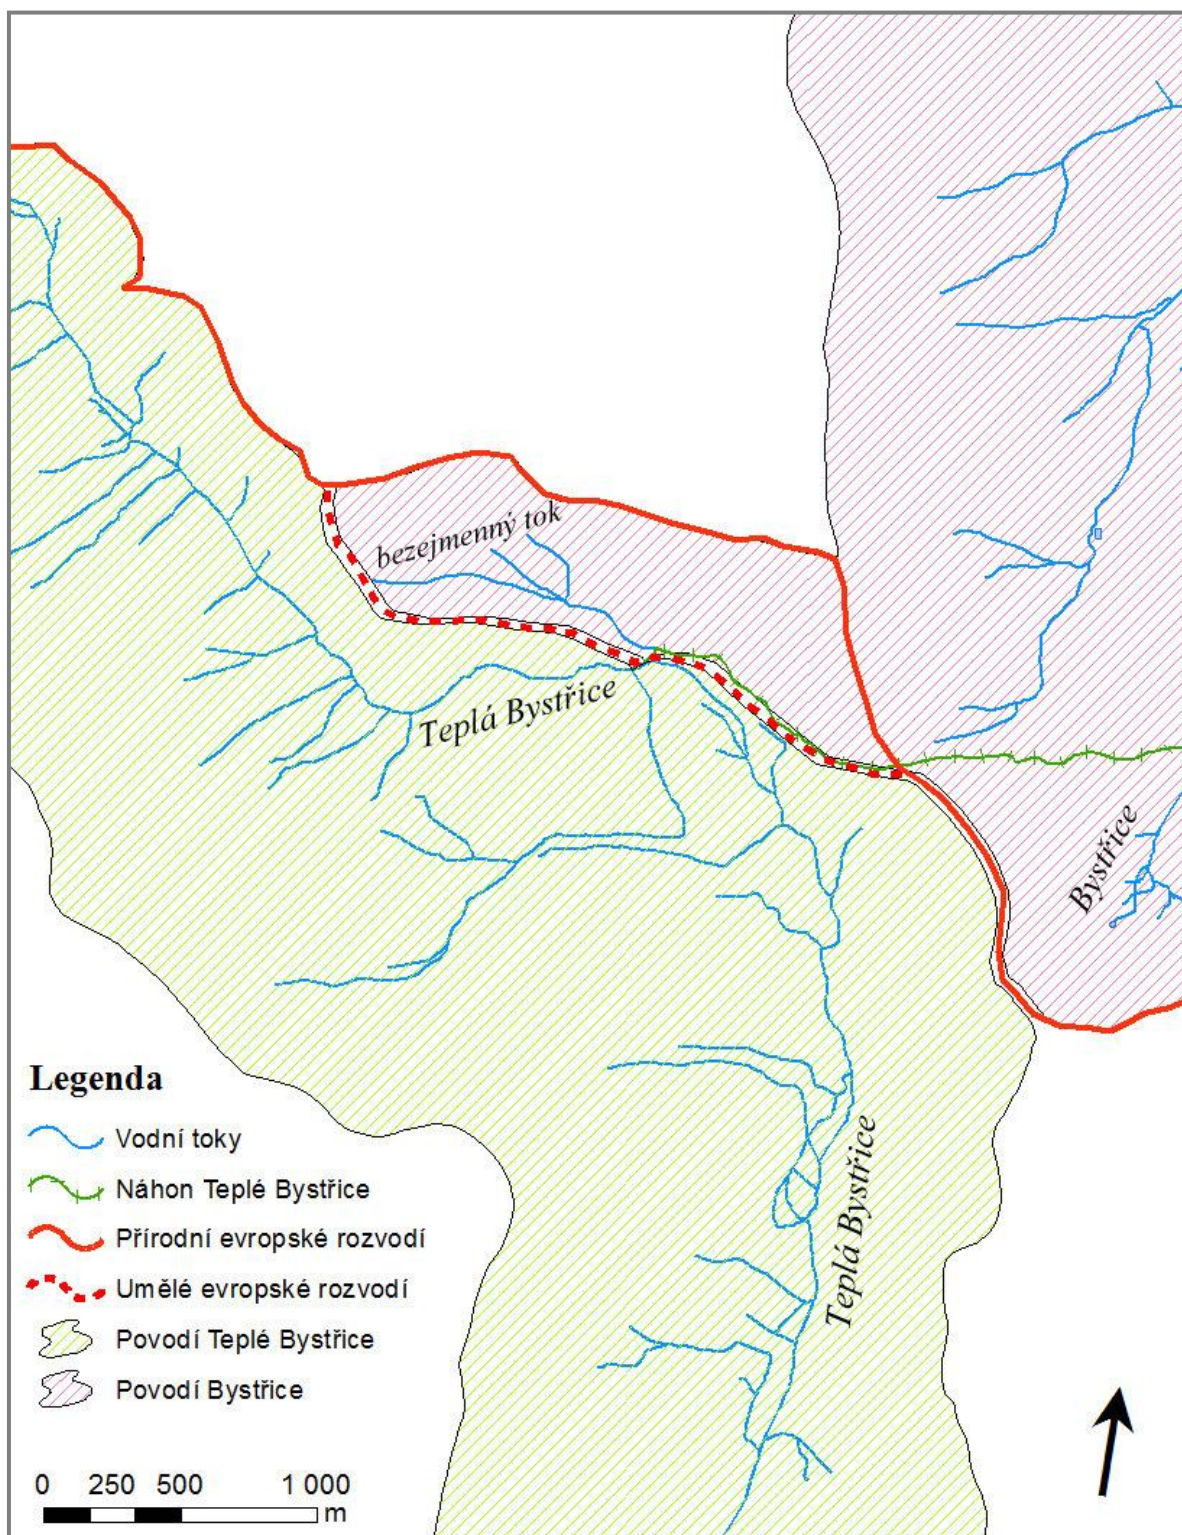 bezejmenný tok
Teplá Bystřice
Bystřice
Teplá Bystřice
Legenda
Vodní toky
Náhon Teplé Bystřice
Přírodní evropské rozvodí
Umělé evropské rozvodí
Povodí Teplé Bystřice
Povodí Bystřice
0 250 500 1 000
m